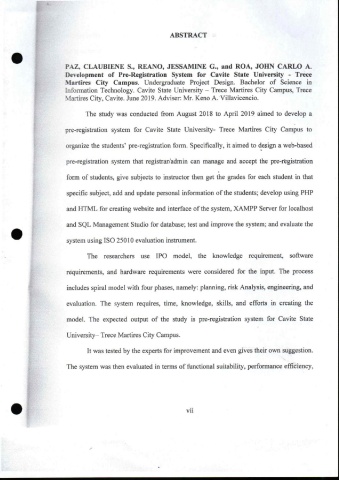 ABSTRACT
PAZ, CLAUBIENE S., REANO, JESSAMINE G., and ROA, JOHN CARLO A.
Development of Pre-Registration System for Cavite State University - Trece
Martires City Campus. Undergraduate Project Design. Bachelor of Science in
Information Technology. Cavite State University – Trece Martires City Campus, Trece
Martires City, Cavite. June 2019. Adviser: Mr. Keno A. Villavicencio.
The study was conducted from August 2018 to April 2019 aimed to develop a
pre-registration system for Cavite State University- Trece Martires City Campus to
organize the students' pre-registration form. Specifically, it aimed to design a web-based
pre-registration system that registrar/admin can manage and accept the pre-registration
form of students, give subjects to instructor than get the grades for each student in that
specific subject, add and update personal information of the students; develop using PHP
and HTML for creating website and interface of the system, XAMPP Server for localhost
and SQL Management Studio for database; test and improve the system; and evaluate the
system using ISO 25010 evaluation instrument.
The researchers use IPO model, the knowledge requirement, software
requirements, and hardware requirements were considered for the input. The process
includes spiral model with four phases, namely: planning, risk Analysis, engineering, and
evaluation. The system requires, time, knowledge, skills, and efforts in creating the
model. The expected output of the study is pre-registration system for Cavite State
University– Trece Martires City Campus.
It was tested by the experts for improvement and even gives their own suggestion.
The system was then evaluated in terms of functional suitability, performance efficiency,
vii